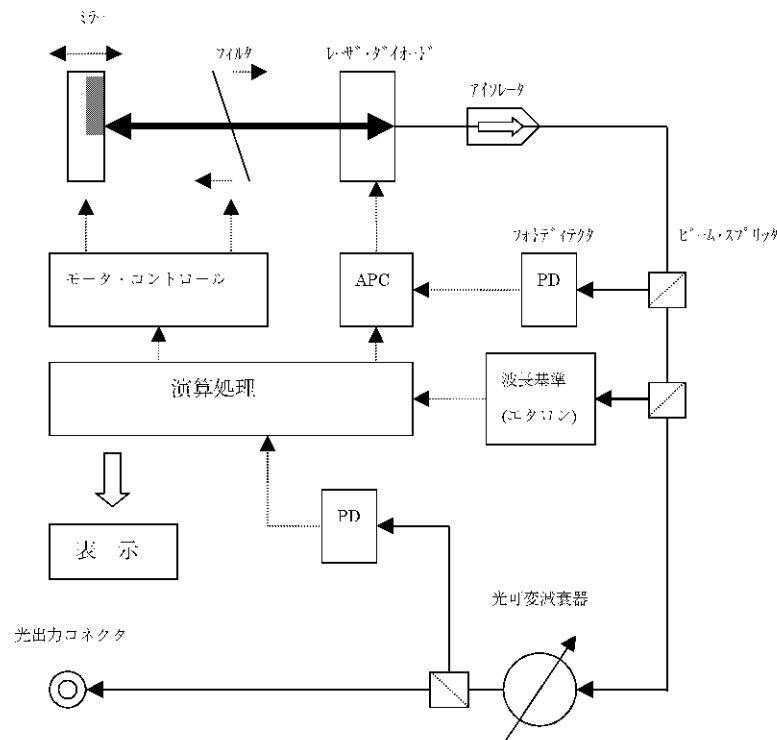 ﾐﾗｰ
ﾌｨﾙﾀ
ﾚｰｻﾞ･ﾀﾞｲｵｰﾄﾞ
ｱｲｿﾚｰﾀ
ﾌｫﾄﾃﾞｨﾃｸﾀ
ﾋﾞｰﾑ･ｽﾌﾟﾘｯﾀ
モータ・コントロール
APC
PD
演算処理
波長基準
(エタロン)
PD
表 示
光可変減衰器
光出力コネクタ